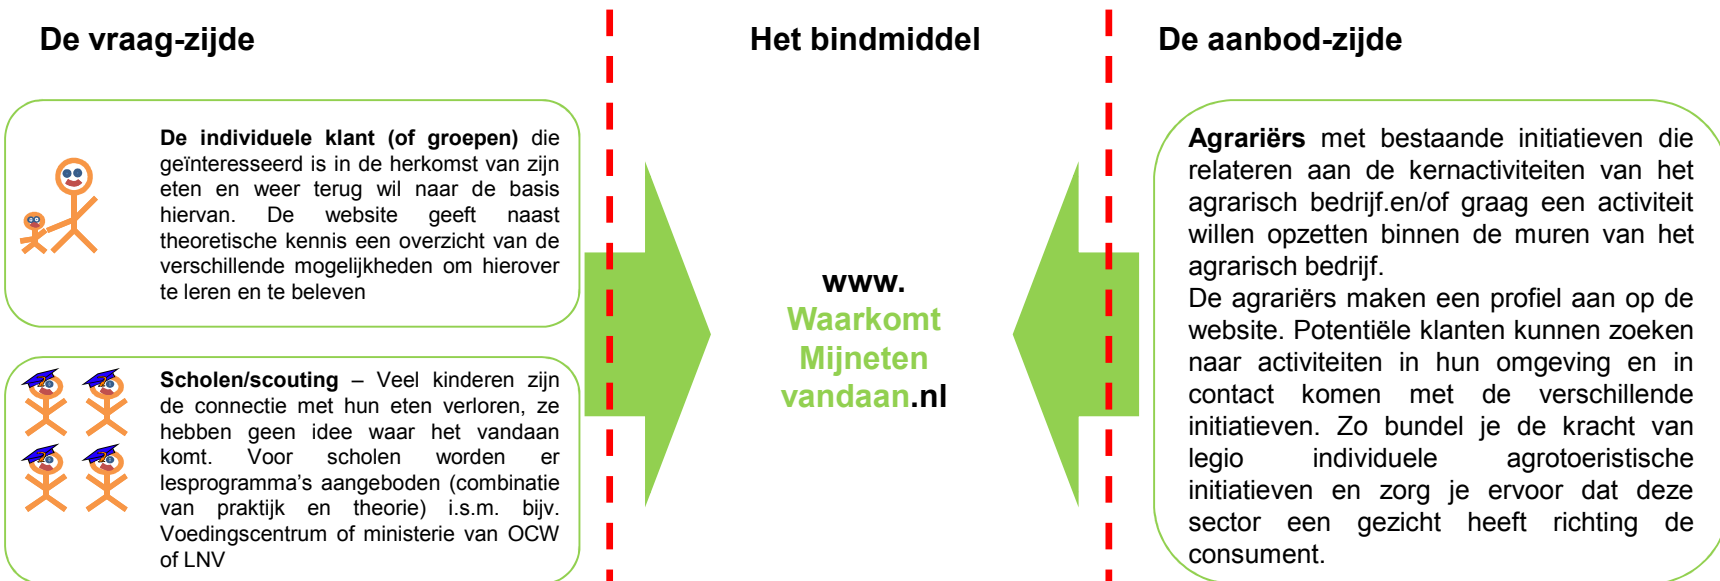 De vraag-zijde
De individuele klant (of groepen) die
geïnteresseerd is in de herkomst van zijn
eten en weer terug wil naar de basis
hiervan. De website geeft naast
theoretische kennis een overzicht van de
verschillende mogelijkheden om hierover
te leren en te beleven
Scholen/scouting – Veel kinderen zijn
de connectie met hun eten verloren, ze
hebben geen idee waar het vandaan
komt. Voor scholen worden er
lesprogramma's aangeboden (combinatie
van praktijk en theorie) i.s.m. bijv.
Voedingscentrum of ministerie van OCW
of LNV
Het bindmiddel
www.
Waarkomt
Mijneten
vandaan.nl
De aanbod-zijde
Agrariërs met bestaande initiatieven die
relateren aan de kernactiviteiten van het
agrarisch bedrijf.en/of graag een activiteit
willen opzetten binnen de muren van het
agrarisch bedrijf.
De agrariërs maken een profiel aan op de
website. Potentiële klanten kunnen zoeken
naar activiteiten in hun omgeving en in
contact komen met de verschillende
initiatieven. Zo bundel je de kracht van
legio individuele agrotoeristische
initiatieven en zorg je ervoor dat deze
sector een gezicht heeft richting de
consument.